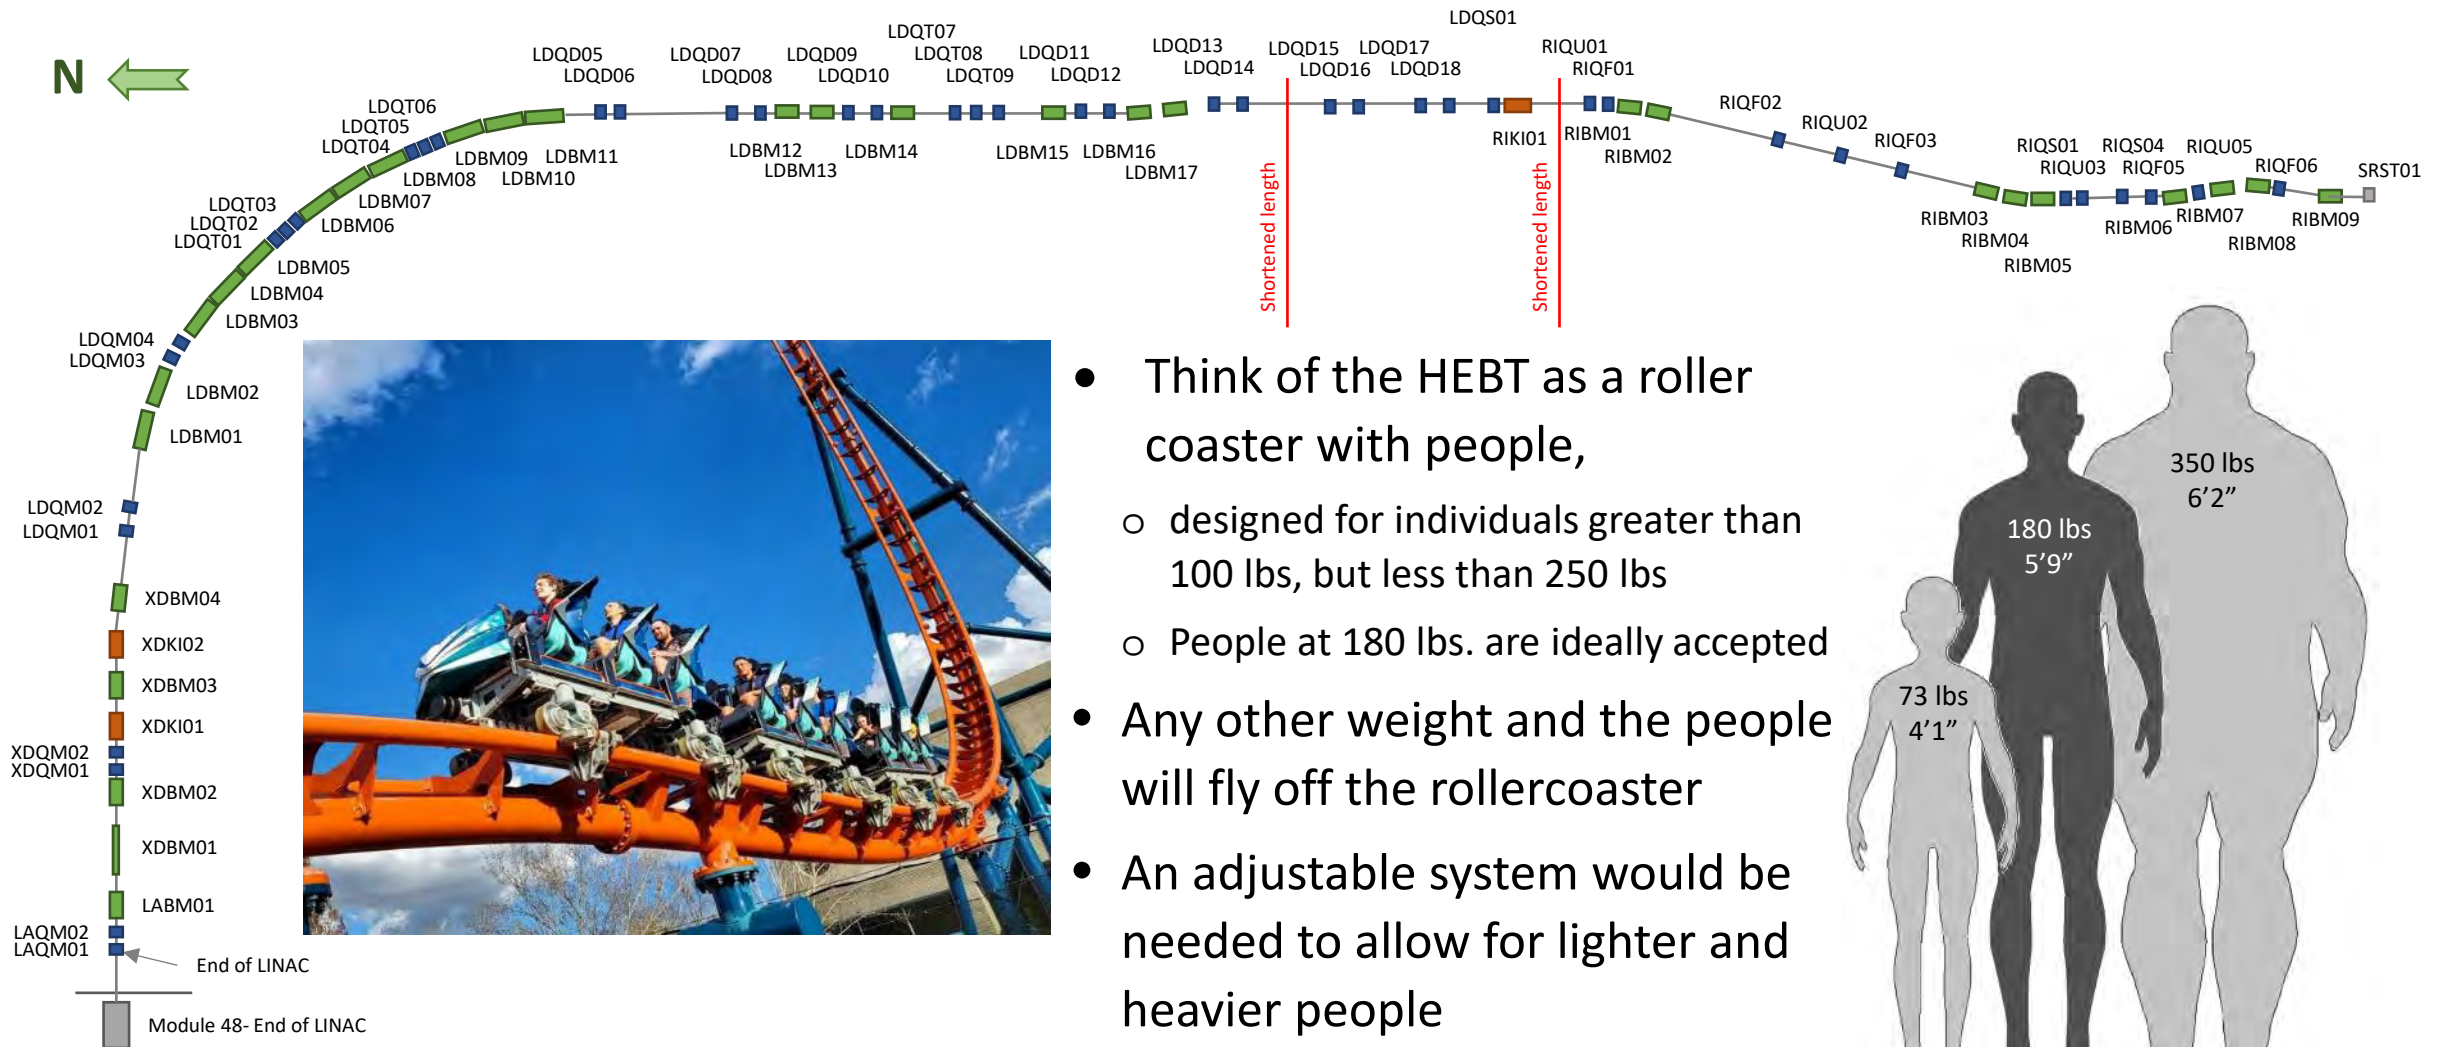 N
LDQD05
LDQD06
LDQD07
LDQD08
LDQD09
LDQD10
LDQT07
LDQT08
LDQT09
LDQD11
LDQD12
LDQD13
LDQD14
LDQD15
LDQD16
LDQD17
LDQD18
LDQS01
RIQU01
RIQF01
RIQF02
RIQU02
RIQF03
RIQS01
RIQU03
RIQS04
RIQF05
RIQU05
RIQF06
SRST01
LDQT06
LDQT05
LDQT04
LDBM09
LDBM08
LDBM10
LDBM11
LDBM12
LDBM13
LDBM14
LDBM15
LDBM16
LDBM17
RIKI01
RIBM01
RIBM02
RIBM03
RIBM04
RIBM05
RIBM06
RIBM07
RIBM08
RIBM09
Shortened length
Shortened length
LDQT03
LDQT02
LDQT01
LDBM07
LDBM06
LDBM05
LDBM04
LDBM03
LDQM04
LDQM03
LDBM02
LDBM01
LDQM02
LDQM01
XDBM04
XDKI02
XDBM03
XDKI01
XDQM02
XDQM01
XDBM02
XDBM01
LABM01
LAQM02
LAQM01
End of LINAC
Module 48- End of LINAC
• Think of the HEBT as a roller
coaster with people,
o designed for individuals greater than
100 lbs, but less than 250 lbs
o People at 180 lbs. are ideally accepted
• Any other weight and the people
will fly off the rollercoaster
• An adjustable system would be
needed to allow for lighter and
heavier people
73 lbs
4’1”
180 lbs
5’9”
350 lbs
6’2”